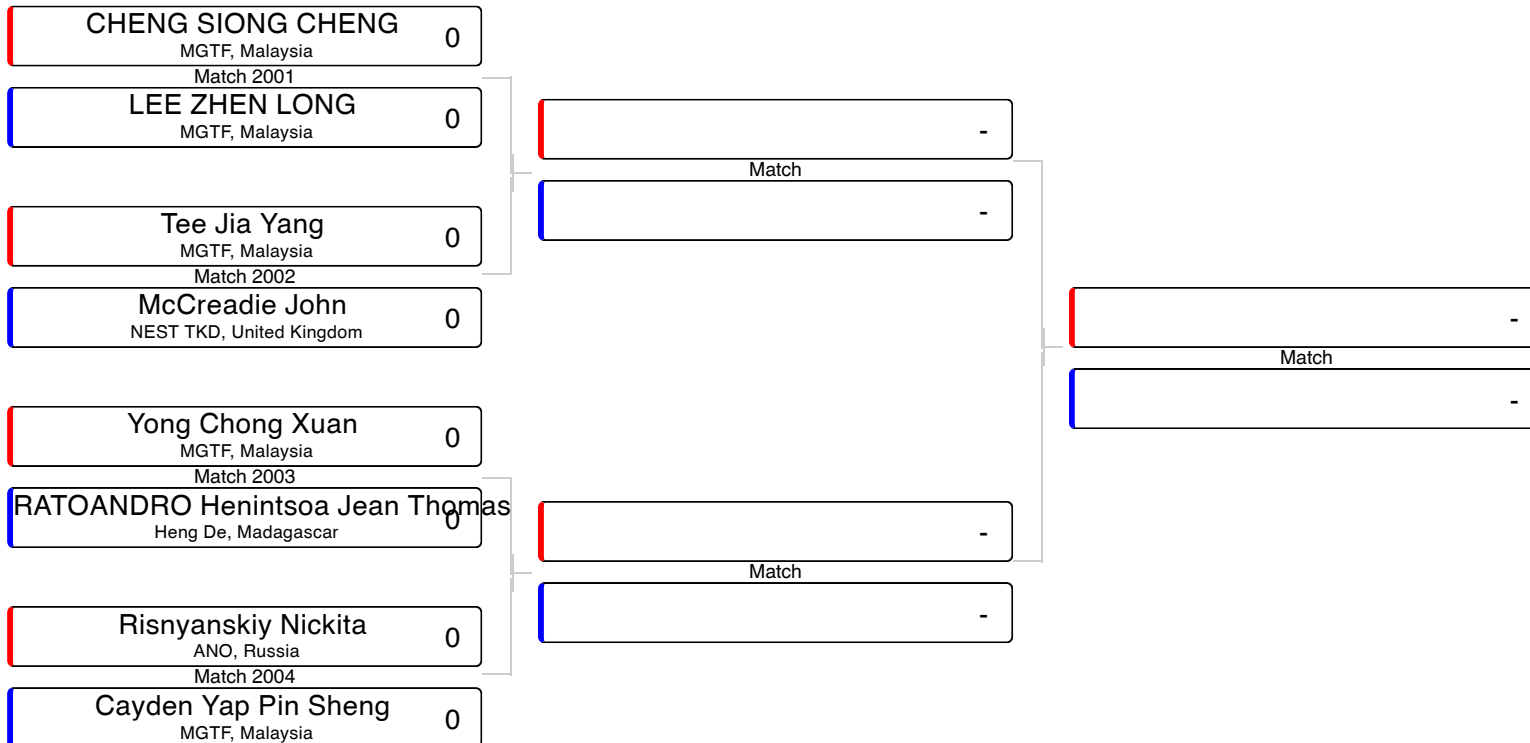 CHENG SIONG CHENG
MGTF, Malaysia
0
Match 2001
LEE ZHEN LONG
MGTF, Malaysia
0
Tee Jia Yang
MGTF, Malaysia
0
Match 2002
McCreadie John
NEST TKD, United Kingdom
0
Yong Chong Xuan
MGTF, Malaysia
0
Match 2003
RATOANDRO Henintsoa Jean Thomas
Heng De, Madagascar
0
Risnyanskiy Nickita
ANO, Russia
0
Match 2004
Cayden Yap Pin Sheng
MGTF, Malaysia
0
-
Match
-
-
Match
-
-
Match
-